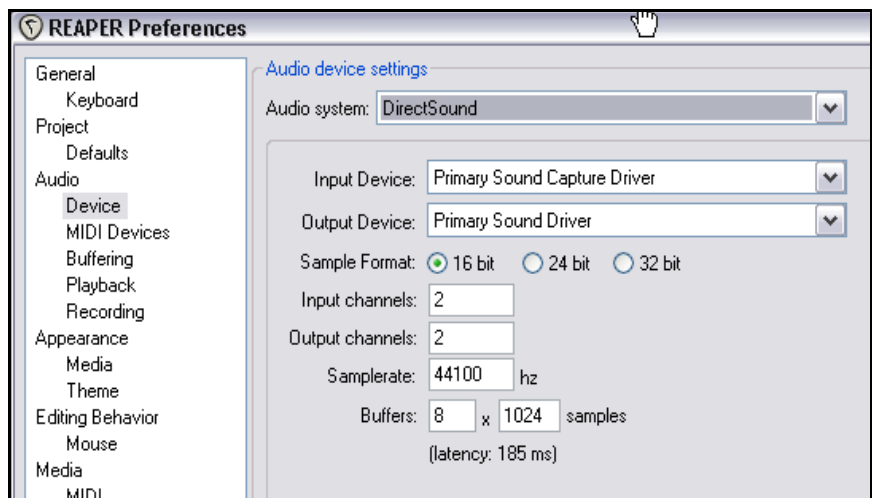 REAPER Preferences
General
Keyboard
Project
Defaults
Audio
Device
MIDI Devices
Buffering
Playback
Recording
Appearance
Media
Theme
Editing Behavior
Mouse
Media
MIDI
Audio device settings
Audio system: DirectSound
Input Device: Primary Sound Capture Driver
Output Device: Primary Sound Driver
Sample Format: 16 bit 24 bit 32 bit
Input channels: 2
Output channels: 2
Samplerate: 44100 hz
Buffers: 8 x 1024 samples
(latency: 185 ms)